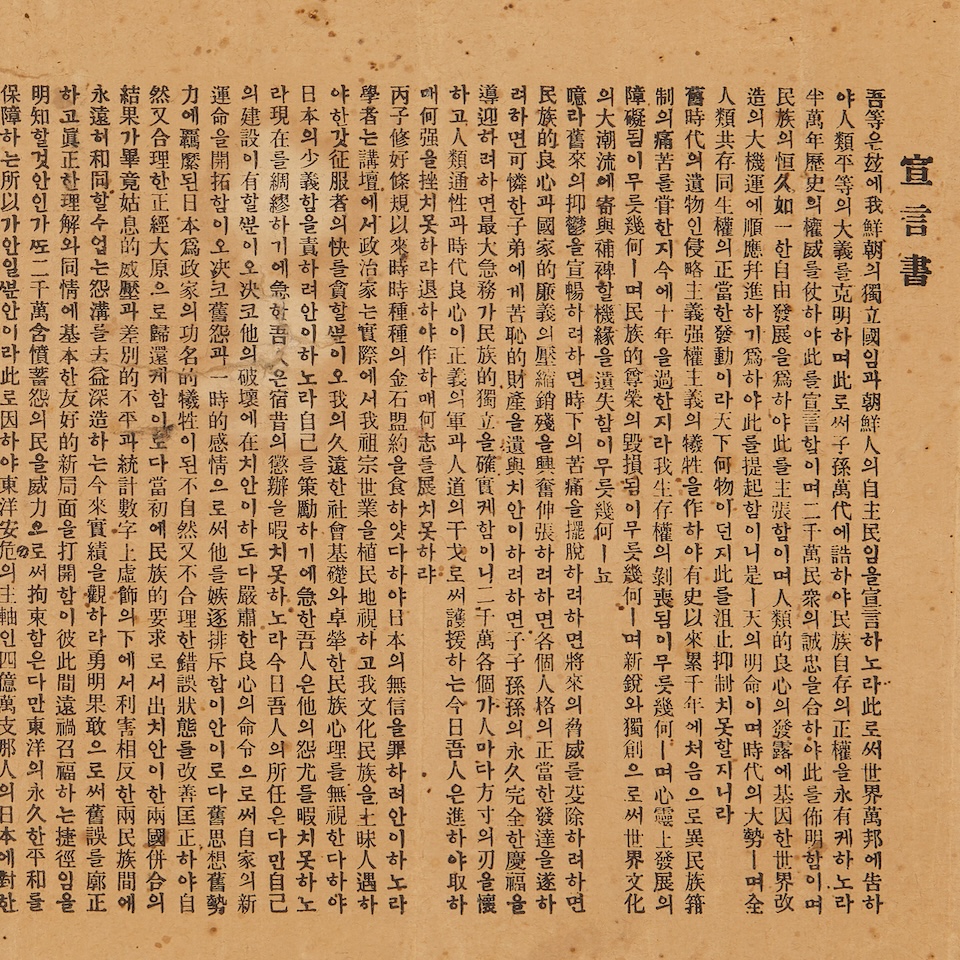 宣言書
吾等은玆에我鮮朝의獨立國임과朝鮮人의自主民임을宣言하노라此로써世界萬邦에告하
야人類平等의大義를克明하며此로써子孫萬代에誥하야民族自存의正權을永有케하노라
半萬年歷史의權威를仗하야此를宣言함이며二千萬民衆의誠忠을合하야此를佈明함이며
民族의恒久如一한自由發展을爲하야此를主張함이며人類的良心의發露에基因한世界改
造의大機運에順應幷進하기爲하야此를提起함이니是ㅣ天의明命이며時代의大勢ㅣ며全
人類共存同生權의正當한發動이라天下何物이던지此를沮止抑制치못할지니라
舊時代의遺物인侵略主義强權主義의犧牲을作하야有史以來累千年에처음으로異民族箝
制의痛苦를嘗한지今에十年을過한지라我生存權의剝喪됨이무릇幾何ㅣ며心靈上發展의
障礙됨이무릇幾何ㅣ며民族的尊榮의毁損됨이무릇幾何ㅣ며新銳와獨創으로써世界文化
의大潮流에寄與補裨할機緣을遺失함이무릇幾何ㅣ뇨
噫라舊來의抑鬱을宣暢하려하면時下의苦痛을擺脫하려하면將來의脅威를芟除하려하면
民族的良心과國家的廉義의壓縮銷殘을興奮伸張하려하면各個人格의正當한發達을遂하
려하면可憐한子弟에게苦恥的財産을遺與치안이하려하면子子孫孫의永久完全한慶福을
導迎하려하면最大急務가民族的獨立을確實케함이니二千萬各個가人마다方寸의刃을懷
하고人類通性과時代良心이正義의軍과人道의干戈로써護援하는今日吾人은進하야取하
매何强을挫치못하랴退하야作하매何志를展치못하랴
丙子修好條規以來時時種種의金石盟約을食하얏다하야日本의無信을罪하려안이하노라
學者는講壇에서政治家는實際에서我祖宗世業을植民地視하고我文化民族을土昧人遇하
야한갓征服者의快를貪할ᄲᅮᆫ이오我의久遠한社會基礎와卓犖한民族心理를無視한다하야
日本의少義함을責하려안이하노라自己를策勵하기에急한吾人은他의怨尤를暇치못하노
라現在를綢繆하기에急한吾人은宿昔의懲辦을暇치못하노라今日吾人의所任은다만自己
의建設이有할ᄲᅮᆫ이오決코他의破壞에在치안이하도다嚴肅한良心의命令으로써自家의新
運命을開拓함이오決코舊怨과一時的感情으로써他를嫉逐排斥함이안이로다舊思想舊勢
力에羈縻된日本爲政家의功名的犧牲이된不自然又不合理한錯誤狀態를改善匡正하야自
然又合理한正經大原으로歸還케함이로다當初에民族的要求로서出치안이한兩國併合의
結果가畢竟姑息的威壓과差別的不平과統計數字上虛飾의下에서利害相反한兩民族間에
永遠히和同할수업는怨溝를去益深造하는今來實績을觀하라勇明果敢으로써舊誤를廓正
하고眞正한理解와同情에基本한友好的新局面을打開함이彼此間遠禍召福하는捷徑임을
明知할것안인가ᄯᅩ二千萬含憤蓄怨의民을威力으로써拘束함은다만東洋의永久한平和를
保障하는所以가안일ᄲᅮᆫ안이라此로因하야東洋安危의主軸인四億萬支那人의日本에對한